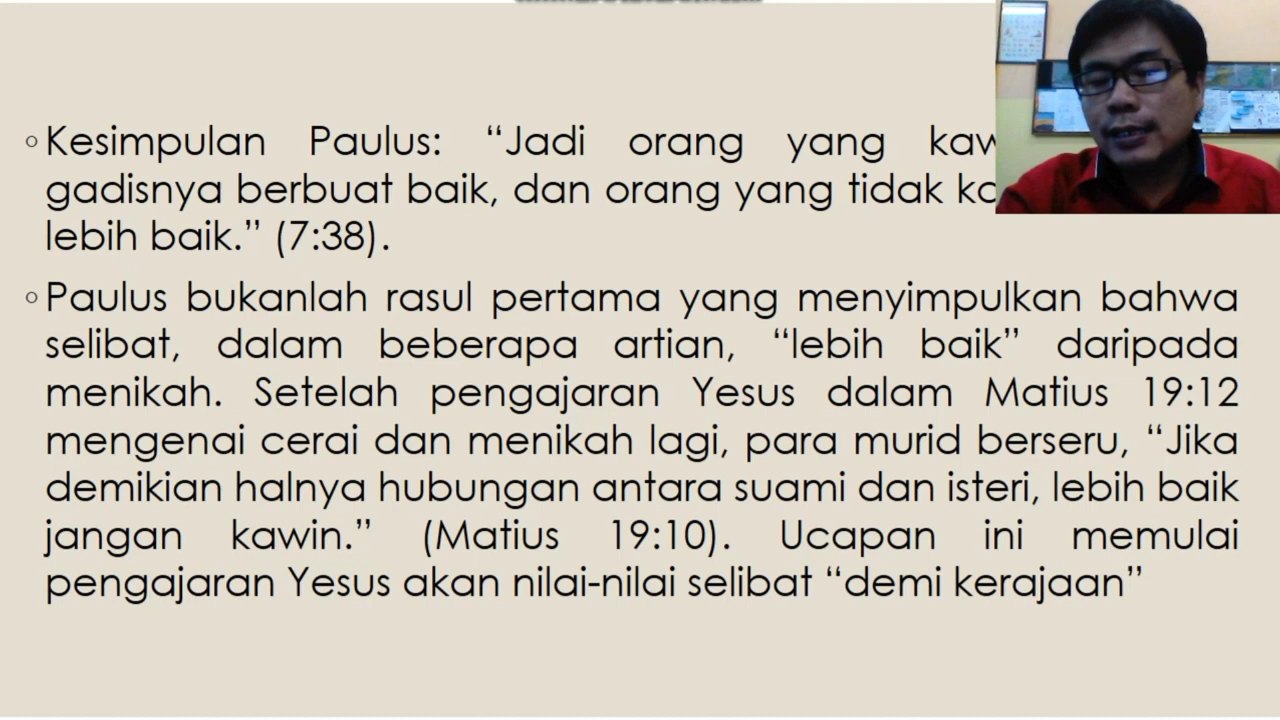 Kesimpulan Paulus: “Jadi orang yang
gadisnya berbuat baik, dan orang yang tidak
lebih baik.” (7:38).
Paulus bukanlah rasul pertama yang menyimpulkan bahwa
selibat, dalam beberapa artian, “lebih baik” daripada
menikah. Setelah pengajaran Yesus dalam Matius 19:12
mengenai cerai dan menikah lagi, para murid berseru, “Jika
demikian halnya hubungan antara suami dan isteri, lebih baik
jangan kawin.” (Matius 19:10). Ucapan ini memulai
pengajaran Yesus akan nilai-nilai selibat “demi kerajaan”